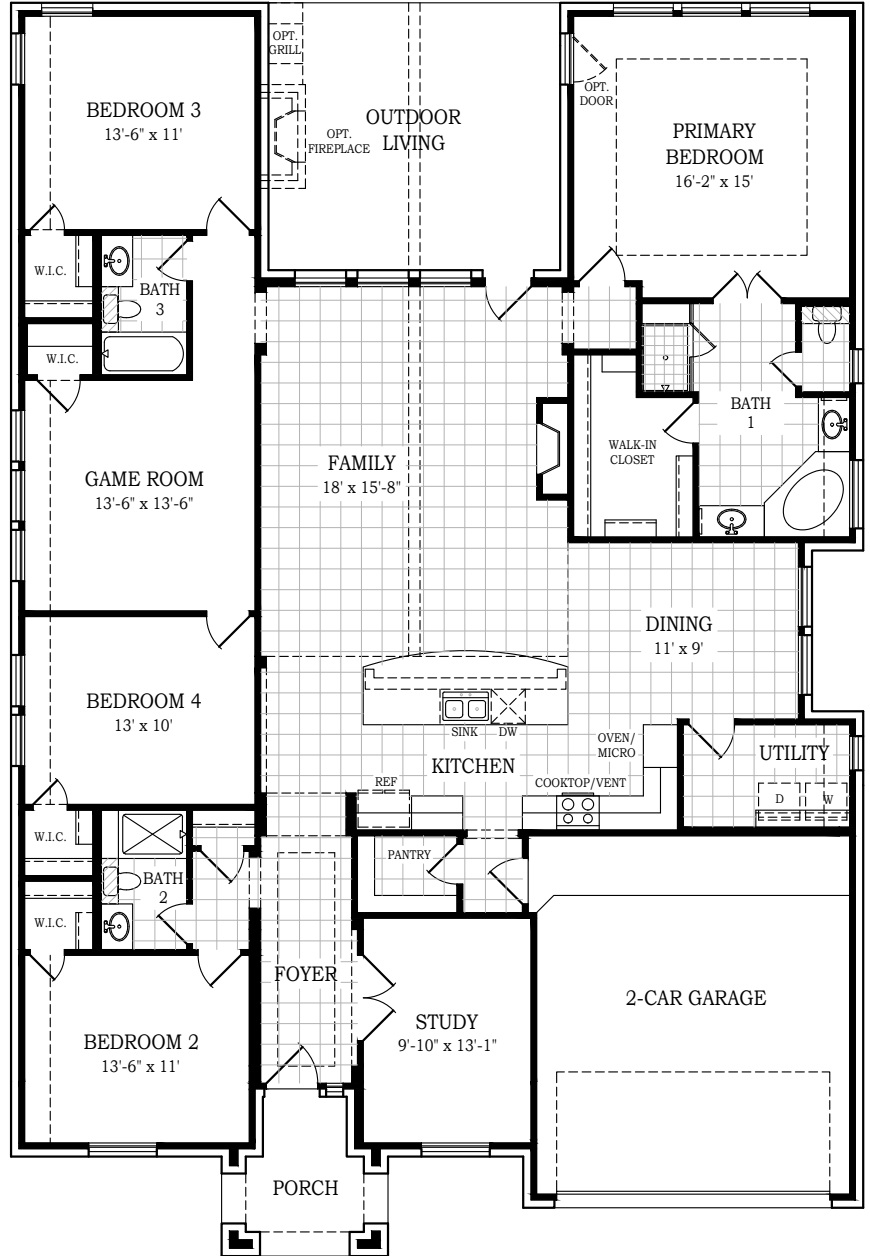 OPT.
GRILL
BEDROOM 3
13'-6" x 11'
OPT.
FIREPLACE
OUTDOOR
LIVING
OPT.
DOOR
PRIMARY
BEDROOM
16'-2" x 15'
W.I.C.
BATH
3
W.I.C.
GAME ROOM
13'-6" x 13'-6"
FAMILY
18' x 15'-8"
WALK-IN
CLOSET
BATH
1
DINING
11' x 9'
BEDROOM 4
13' x 10'
SINK
DW
OVEN/
MICRO
UTILITY
KITCHEN
REF
COOKTOP/VENT
D
W
W.I.C.
PANTRY
BATH
2
W.I.C.
FOYER
2-CAR GARAGE
STUDY
9'-10" x 13'-1"
BEDROOM 2
13'-6" x 11'
PORCH